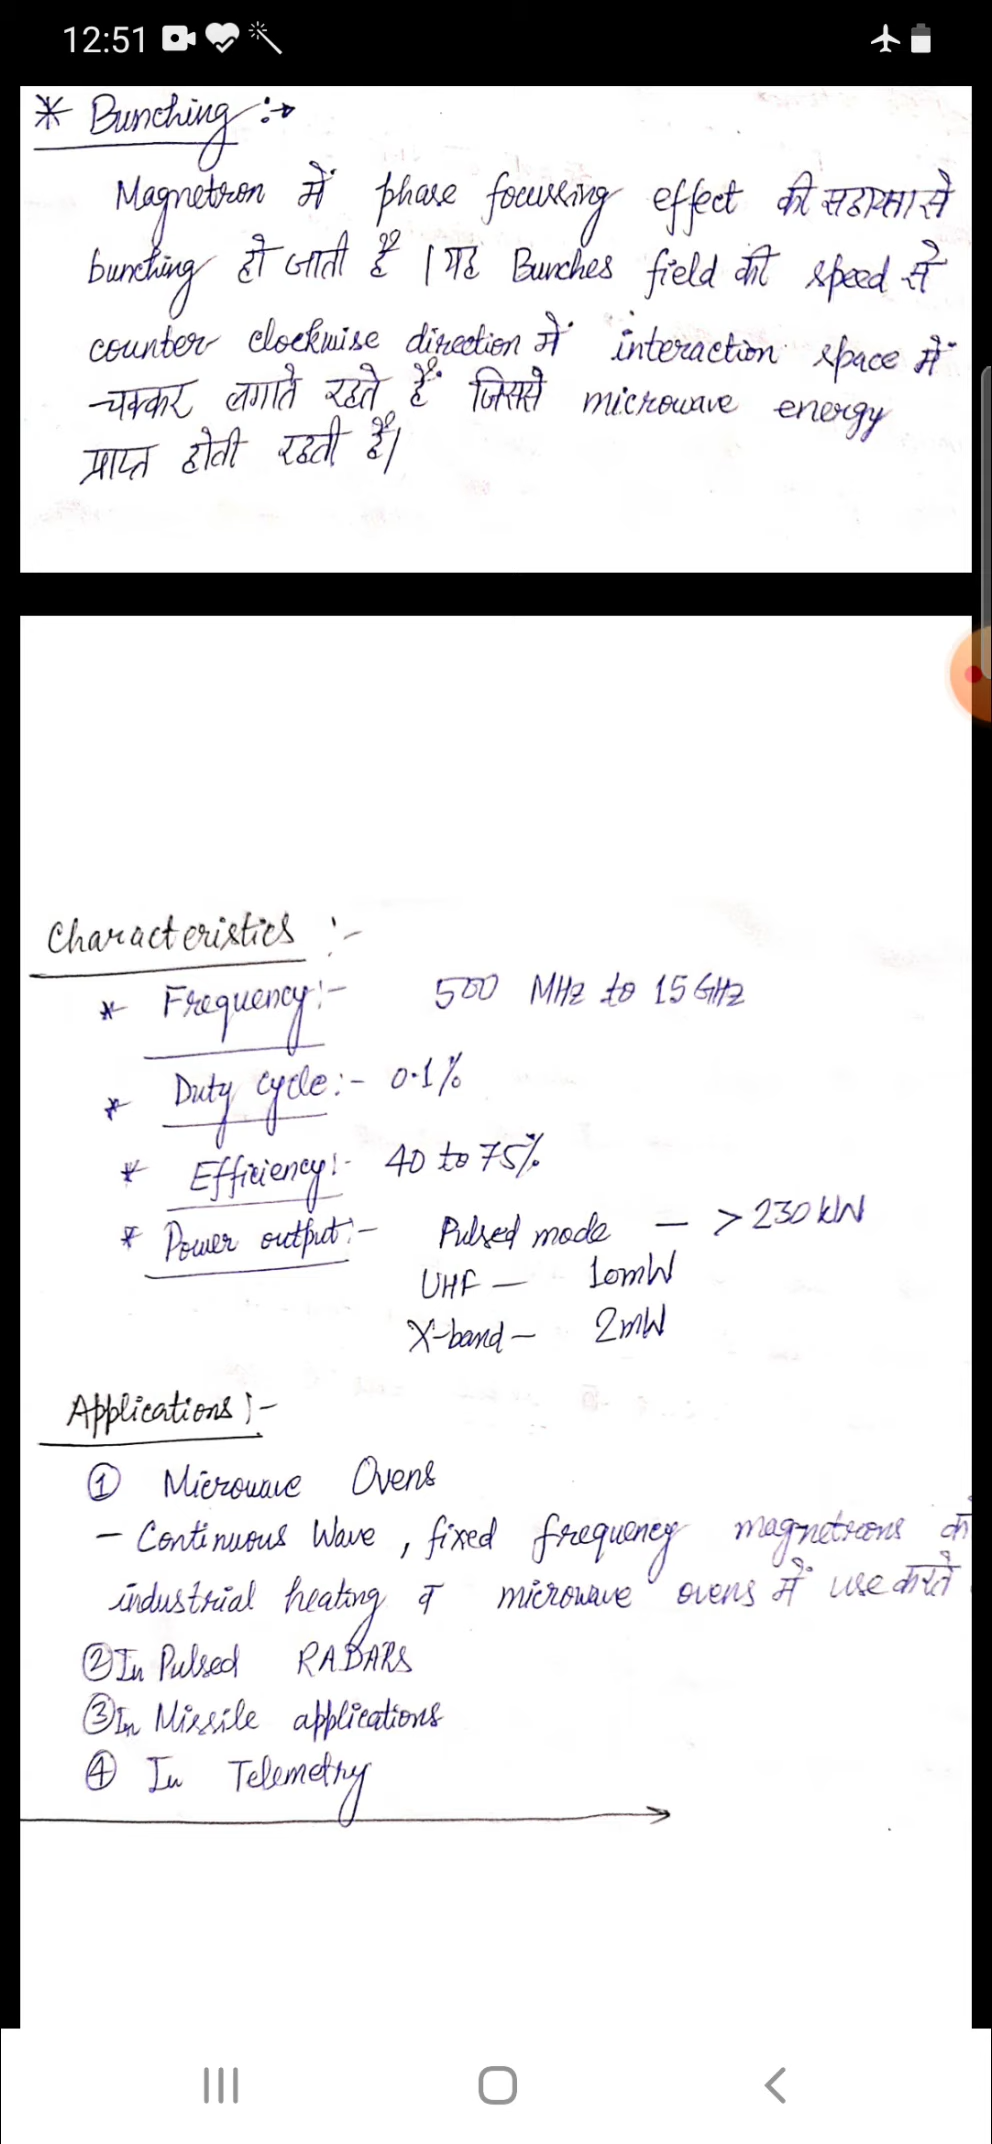 12:51
* Bunching :→
Magnetron में phase focussing effect की सहायता से
bunching हो जाती है । यह Bunches field की speed से
counter clockwise direction में interaction space में
चक्कर लगाते रहते हैं जिससे microwave energy
प्राप्त होती रहती है।
Characteristics :-
* Frequency:- 500 MHz to 15 GHz
* Duty cycle:- 0.1%
* Efficiency:- 40 to 75%
* Power output:- Pulsed mode — > 230 kW
UHF — 10mW
X-band — 2mW
Applications :-
① Microwave Ovens
- Continuous Wave, fixed frequency magnetrons को
industrial heating व microwave ovens में use करते
② In Pulsed RADARs
③ In Missile applications
④ In Telemetry